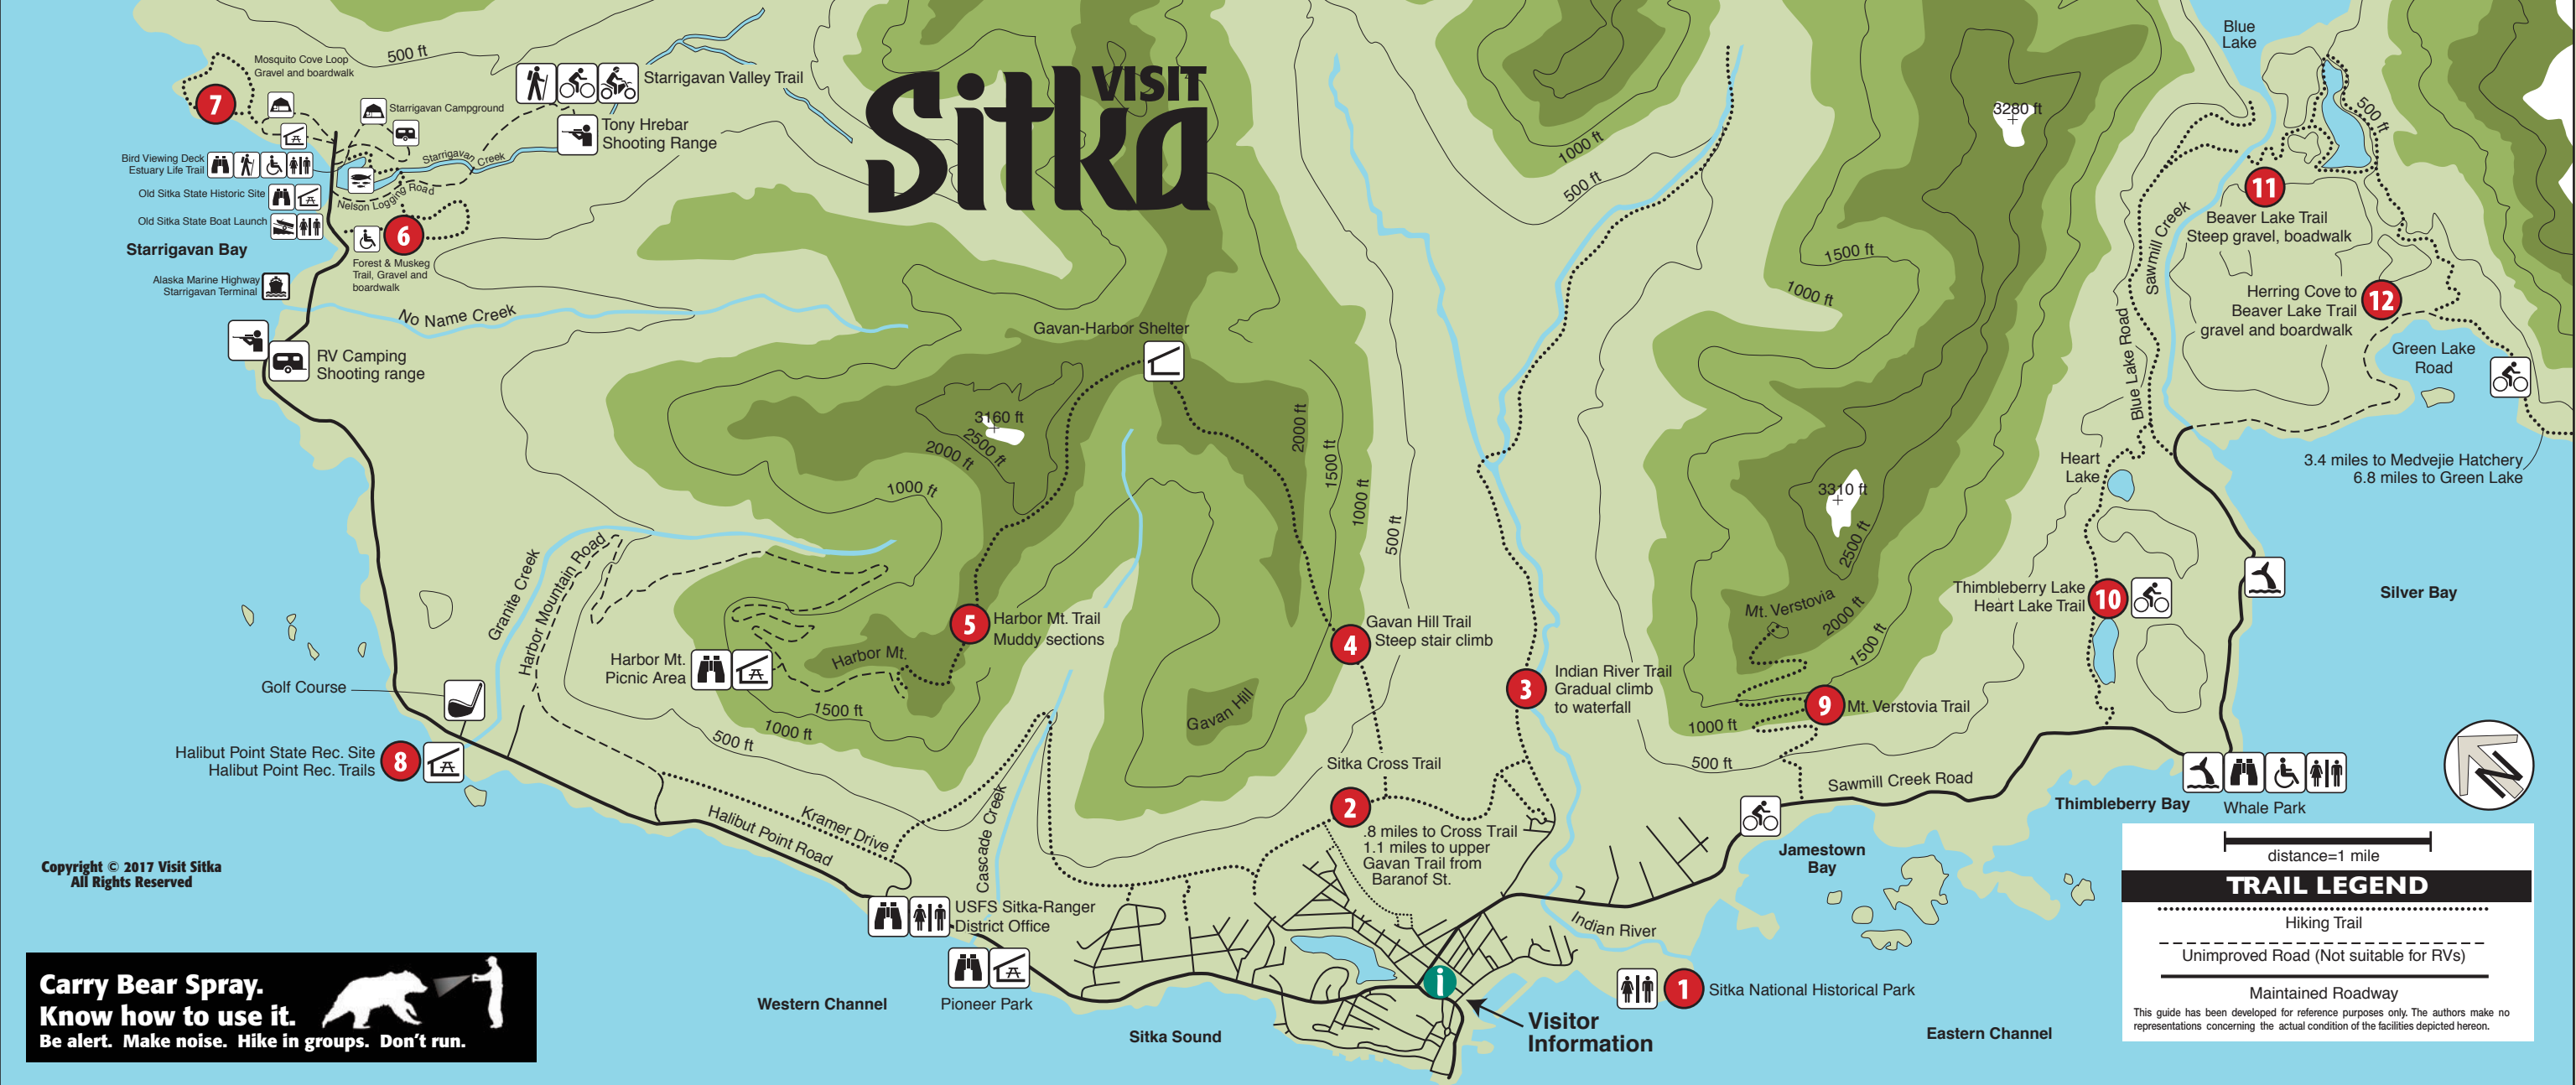 VISIT
Sitka
Mosquito Cove Loop
Gravel and boardwalk
500 ft
7
Starrigavan Campground
Starrigavan Valley Trail
Tony Hrebar
Shooting Range
Bird Viewing Deck
Estuary Life Trail
Starrigavan Creek
Nelson Logging Road
Old Sitka State Historic Site
Old Sitka State Boat Launch
6
Starrigavan Bay
Forest & Muskeg
Trail, Gravel and
boardwalk
Alaska Marine Highway
Starrigavan Terminal
No Name Creek
RV Camping
Shooting range
Gavan-Harbor Shelter
3160 ft
2500 ft
2000 ft
1000 ft
2000 ft
1500 ft
1000 ft
500 ft
Granite Creek
Harbor Mountain Road
5
Harbor Mt. Trail
Muddy sections
Harbor Mt.
Harbor Mt.
Picnic Area
1500 ft
1000 ft
500 ft
Gavan Hill
4
Gavan Hill Trail
Steep stair climb
3
Indian River Trail
Gradual climb
to waterfall
Golf Course
Halibut Point State Rec. Site
Halibut Point Rec. Trails
8
Kramer Drive
Halibut Point Road
Cascade Creek
Sitka Cross Trail
2
.8 miles to Cross Trail
1.1 miles to upper
Gavan Trail from
Baranof St.
USFS Sitka-Ranger
District Office
Pioneer Park
Western Channel
Sitka Sound
i
Visitor
Information
1
Sitka National Historical Park
Indian River
Eastern Channel
1000 ft
500 ft
3280 ft
1500 ft
1000 ft
3310 ft
2500 ft
Mt. Verstovia
2000 ft
1500 ft
9
Mt. Verstovia Trail
1000 ft
500 ft
Sawmill Creek Road
Jamestown
Bay
Thimbleberry Bay
Whale Park
Blue
Lake
500 ft
11
Beaver Lake Trail
Steep gravel, boadwalk
Sawmill Creek
Blue Lake Road
12
Herring Cove to
Beaver Lake Trail
gravel and boardwalk
Green Lake
Road
3.4 miles to Medvejie Hatchery
6.8 miles to Green Lake
Heart
Lake
Thimbleberry Lake
Heart Lake Trail
10
Silver Bay
N
distance=1 mile
TRAIL LEGEND
Hiking Trail
Unimproved Road (Not suitable for RVs)
Maintained Roadway
This guide has been developed for reference purposes only. The authors make no
representations concerning the actual condition of the facilities depicted hereon.
Copyright © 2017 Visit Sitka
All Rights Reserved
Carry Bear Spray.
Know how to use it.
Be alert. Make noise. Hike in groups. Don't run.